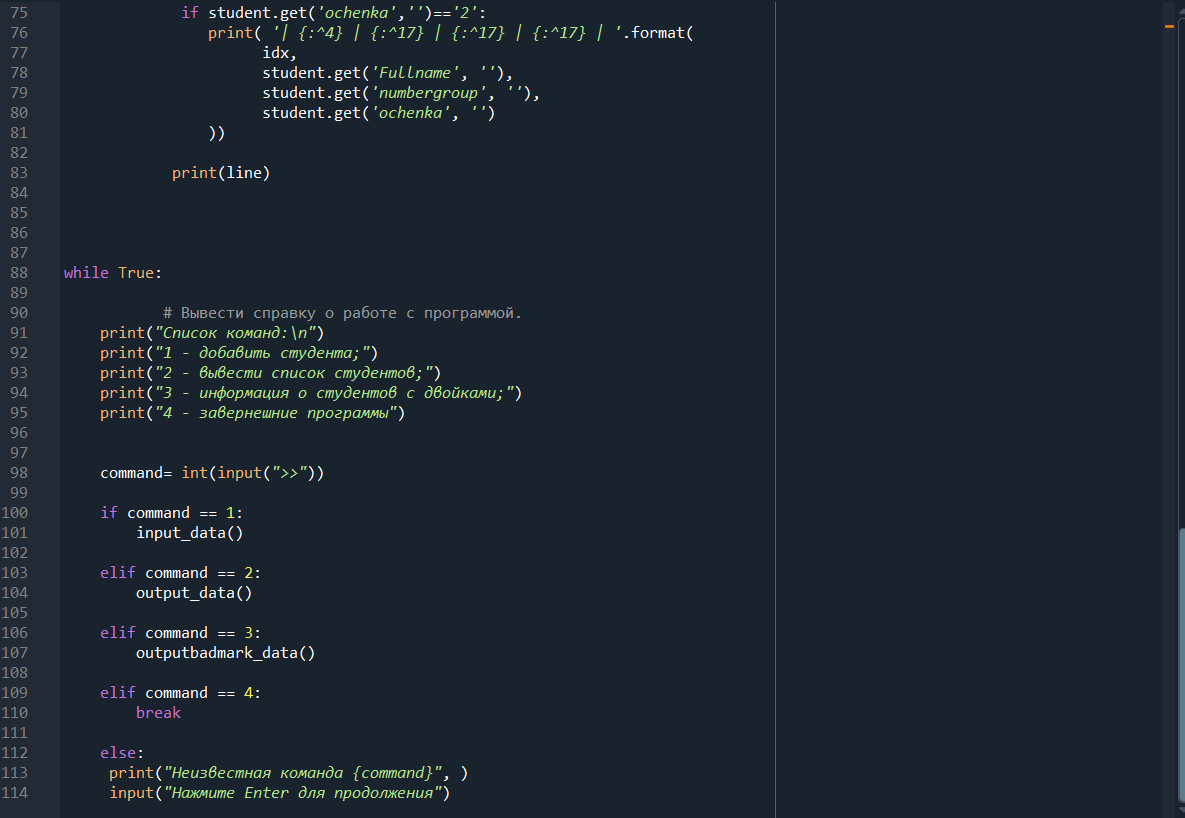 75 if student.get('ochenka','')=='2':
76 print( '| {:^4} | {:^17} | {:^17} | {:^17} | '.format(
77 idx,
78 student.get('Fullname', ''),
79 student.get('numbergroup', ''),
80 student.get('ochenka', '')
81 ))
82
83 print(line)
84
85
86
87
88 while True:
89
90 # Вывести справку о работе с программой.
91 print("Список команд:\n")
92 print("1 - добавить студента;")
93 print("2 - вывести список студентов;")
94 print("3 - информация о студентов с двойками;")
95 print("4 - завернешние программы")
96
97
98 command= int(input(">>"))
99
100 if command == 1:
101 input_data()
102
103 elif command == 2:
104 output_data()
105
106 elif command == 3:
107 outputbadmark_data()
108
109 elif command == 4:
110 break
111
112 else:
113 print("Неизвестная команда {command}", )
114 input("Нажмите Enter для продолжения")